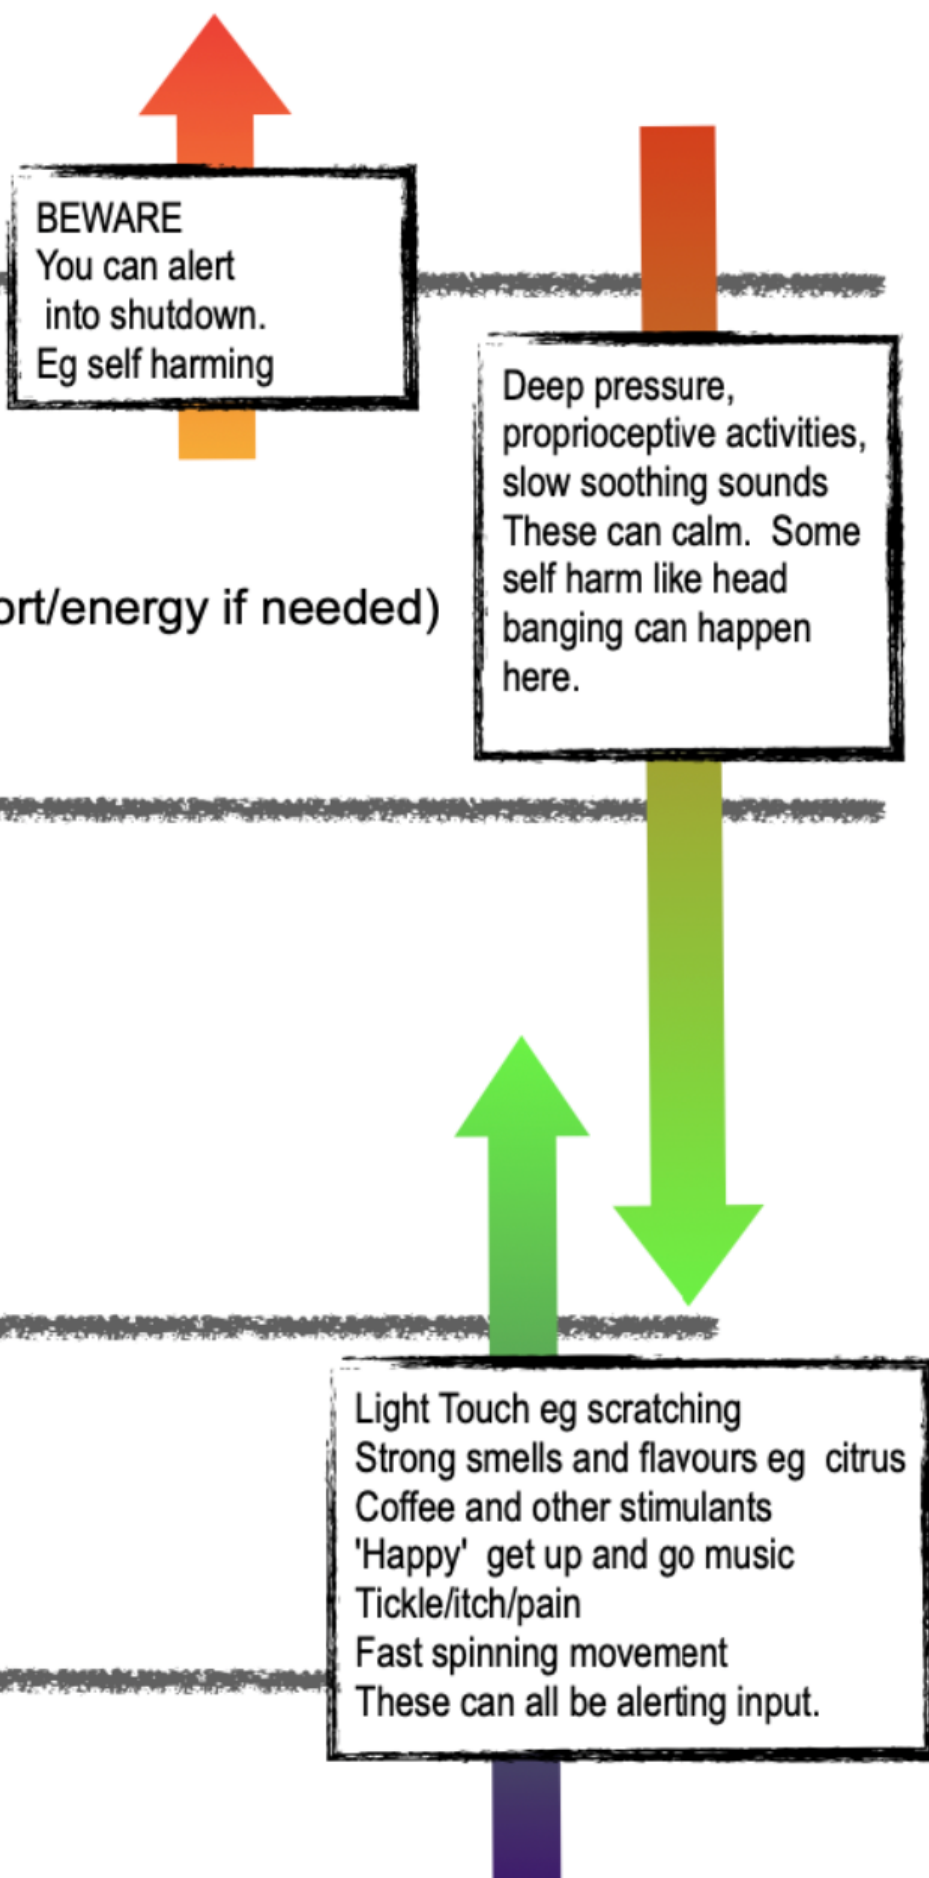 BEWARE
You can alert
into shutdown.
Eg self harming
Deep pressure,
proprioceptive activities,
slow soothing sounds
These can calm.  Some
self harm like head
banging can happen
here.
ort/energy if needed)
Light Touch eg scratching
Strong smells and flavours eg  citrus
Coffee and other stimulants
'Happy'  get up and go music
Tickle/itch/pain
Fast spinning movement
These can all be alerting input.